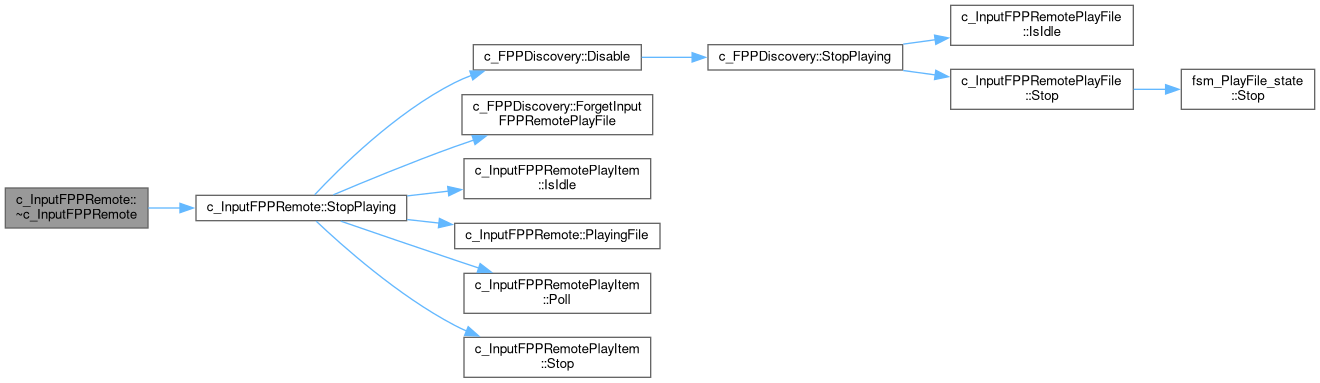 c_InputFPPRemote::
~c_InputFPPRemote
c_InputFPPRemote::StopPlaying
c_FPPDiscovery::Disable
c_FPPDiscovery::ForgetInput
FPPRemotePlayFile
c_InputFPPRemotePlayItem
::IsIdle
c_InputFPPRemote::PlayingFile
c_InputFPPRemotePlayItem
::Poll
c_InputFPPRemotePlayItem
::Stop
c_FPPDiscovery::StopPlaying
c_InputFPPRemotePlayFile
::IsIdle
c_InputFPPRemotePlayFile
::Stop
fsm_PlayFile_state
::Stop